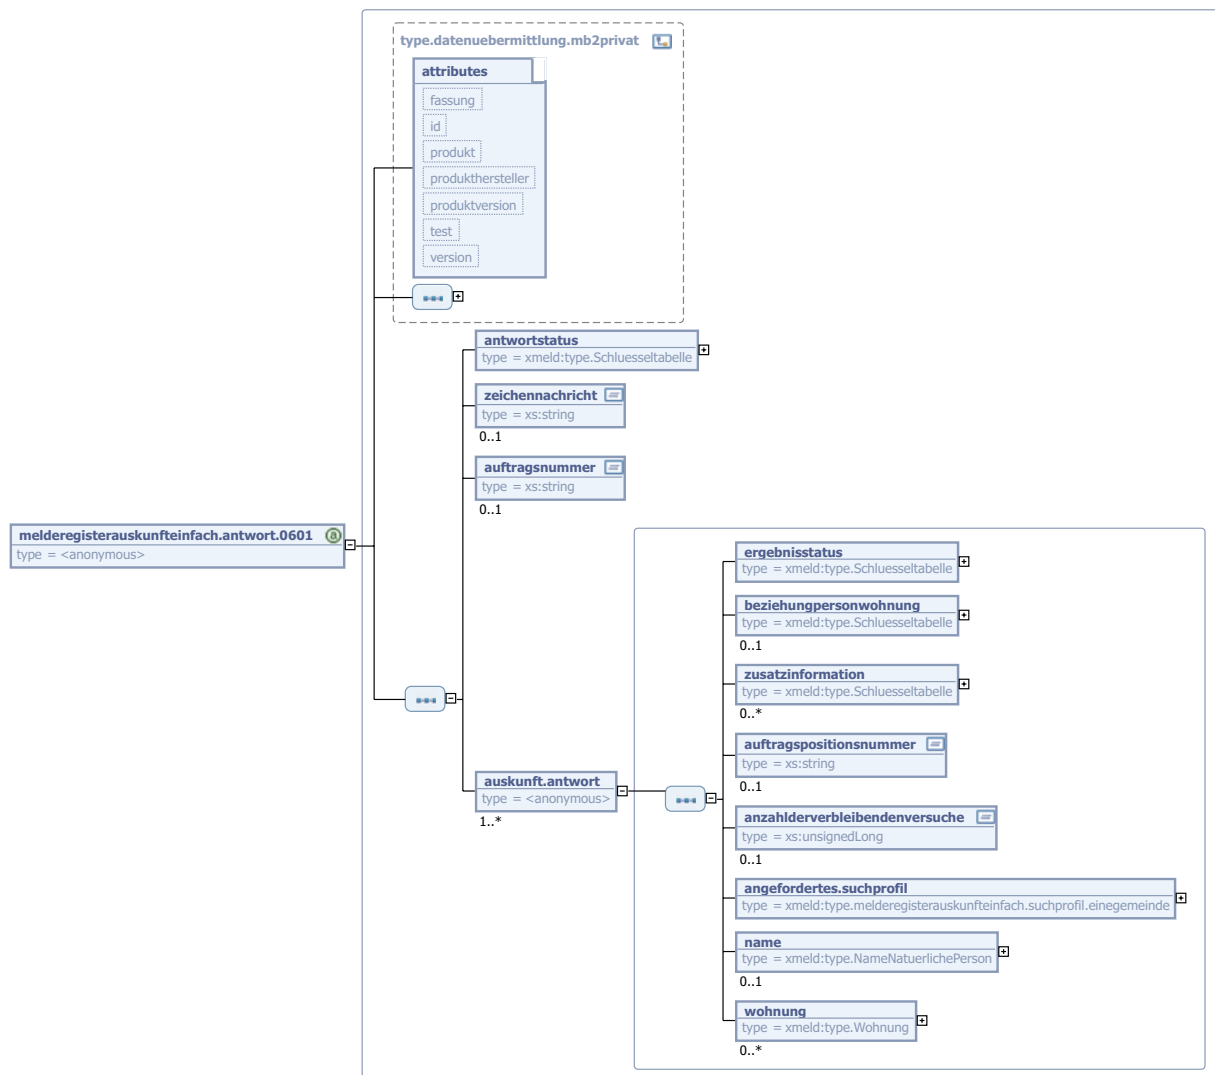 type.datenuebermittlung.mb2privat
attributes
fassung
id
produkt
produkthersteller
produktversion
test
version
antwortstatus
type = xmeld:type.Schluesseltabelle
zeichennachricht
type = xs:string
0..1
auftragsnummer
type = xs:string
0..1
melderegisterauskunfteinfach.antwort.0601
a
type = <anonymous>
ergebnisstatus
type = xmeld:type.Schluesseltabelle
beziehungpersonwohnung
type = xmeld:type.Schluesseltabelle
0..1
zusatzinformation
type = xmeld:type.Schluesseltabelle
0..*
auftragspositionsnummer
type = xs:string
0..1
auskunft.antwort
type = <anonymous>
1..*
anzahlderverbleibendenversuche
type = xs:unsignedLong
0..1
angefordertes.suchprofil
type = xmeld:type.melderegisterauskunfteinfach.suchprofil.einegemeinde
name
type = xmeld:type.NameNatuerlichePerson
0..1
wohnung
type = xmeld:type.Wohnung
0..*